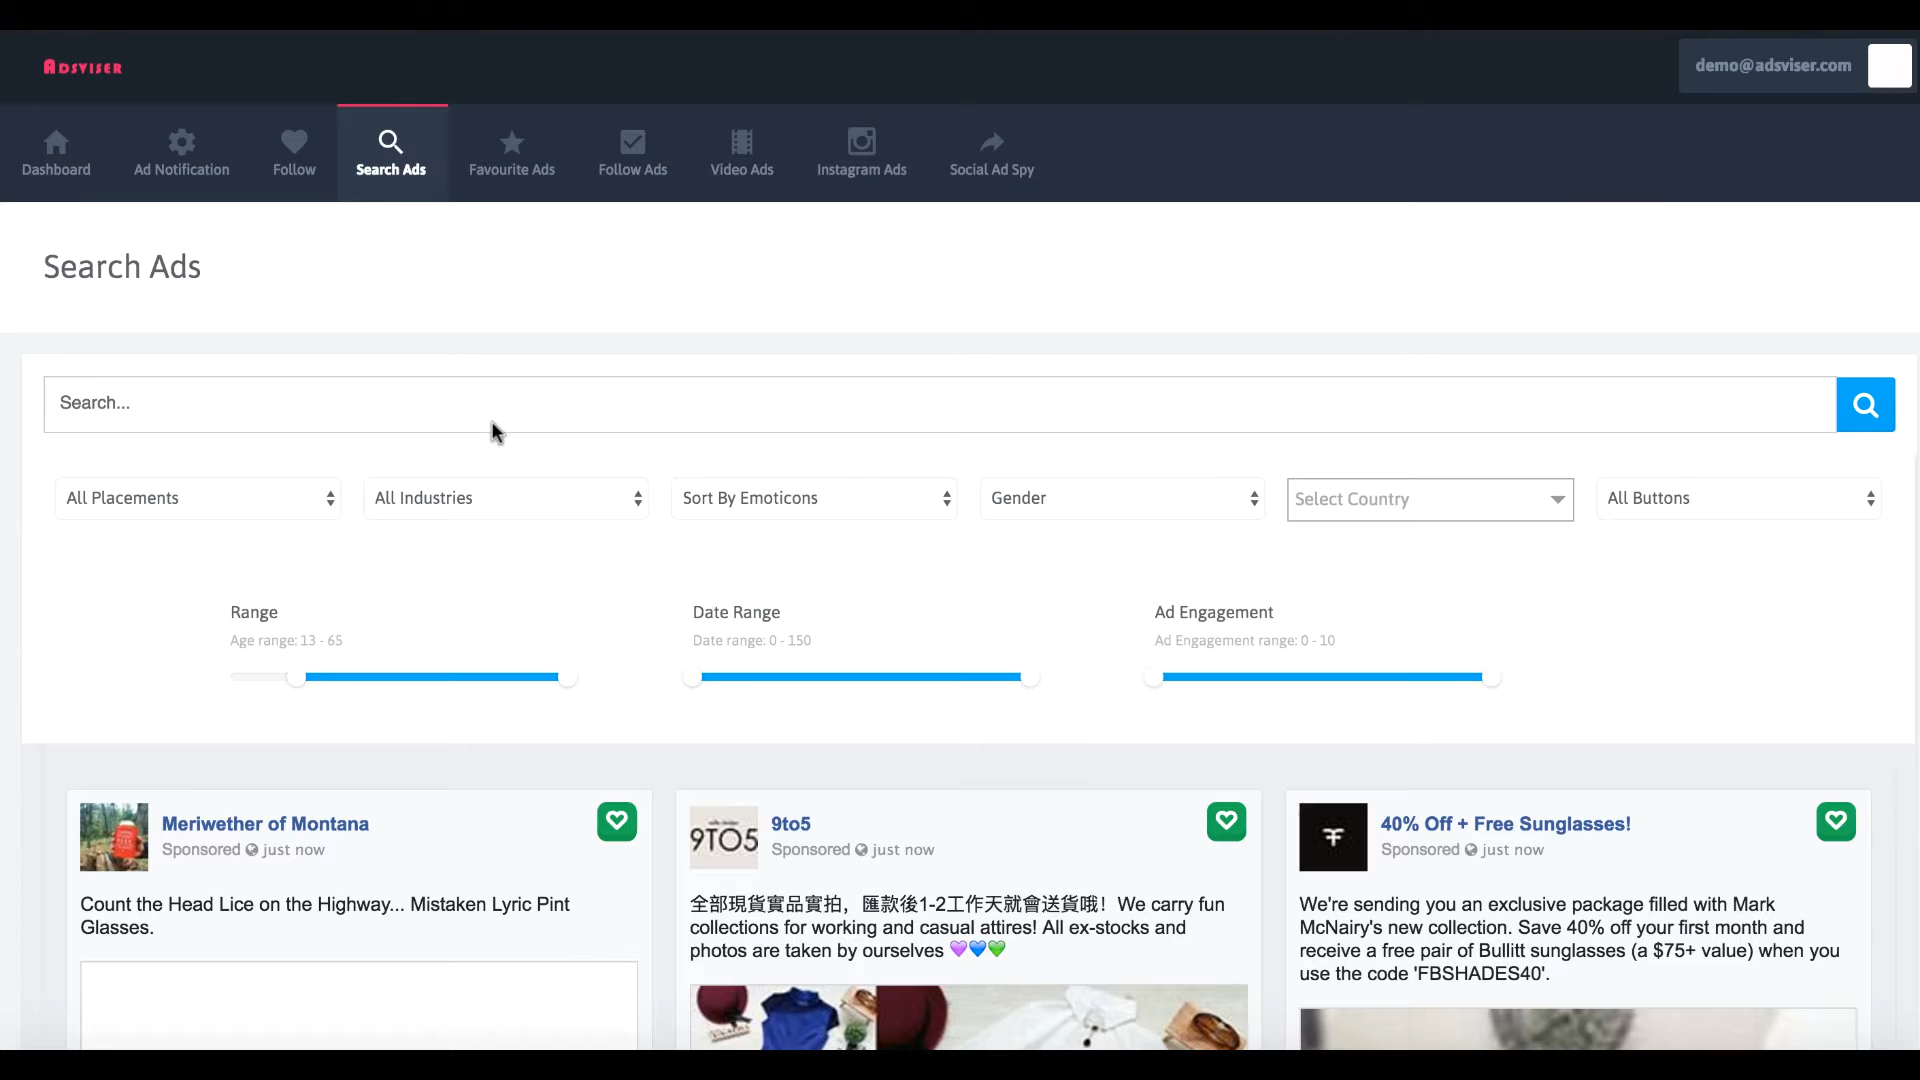 ADSVISER
demo@adsviser.com
Dashboard
Ad Notification
Follow
Search Ads
Favourite Ads
Follow Ads
Video Ads
Instagram Ads
Social Ad Spy
Search Ads
Search...
All Placements
All Industries
Sort By Emoticons
Gender
Select Country
All Buttons
Range
Age range: 13 - 65
Date Range
Date range: 0 - 150
Ad Engagement
Ad Engagement range: 0 - 10
Meriwether of Montana
Sponsored just now
Count the Head Lice on the Highway... Mistaken Lyric Pint
Glasses.
9TO5
9to5
Sponsored just now
全部現貨實品實拍，匯款後1-2工作天就會送貨哦！We carry fun
collections for working and casual attires! All ex-stocks and
photos are taken by ourselves 💜💙💚
40% Off + Free Sunglasses!
Sponsored just now
We're sending you an exclusive package filled with Mark
McNairy's new collection. Save 40% off your first month and
receive a free pair of Bullitt sunglasses (a $75+ value) when you
use the code 'FBSHADES40'.